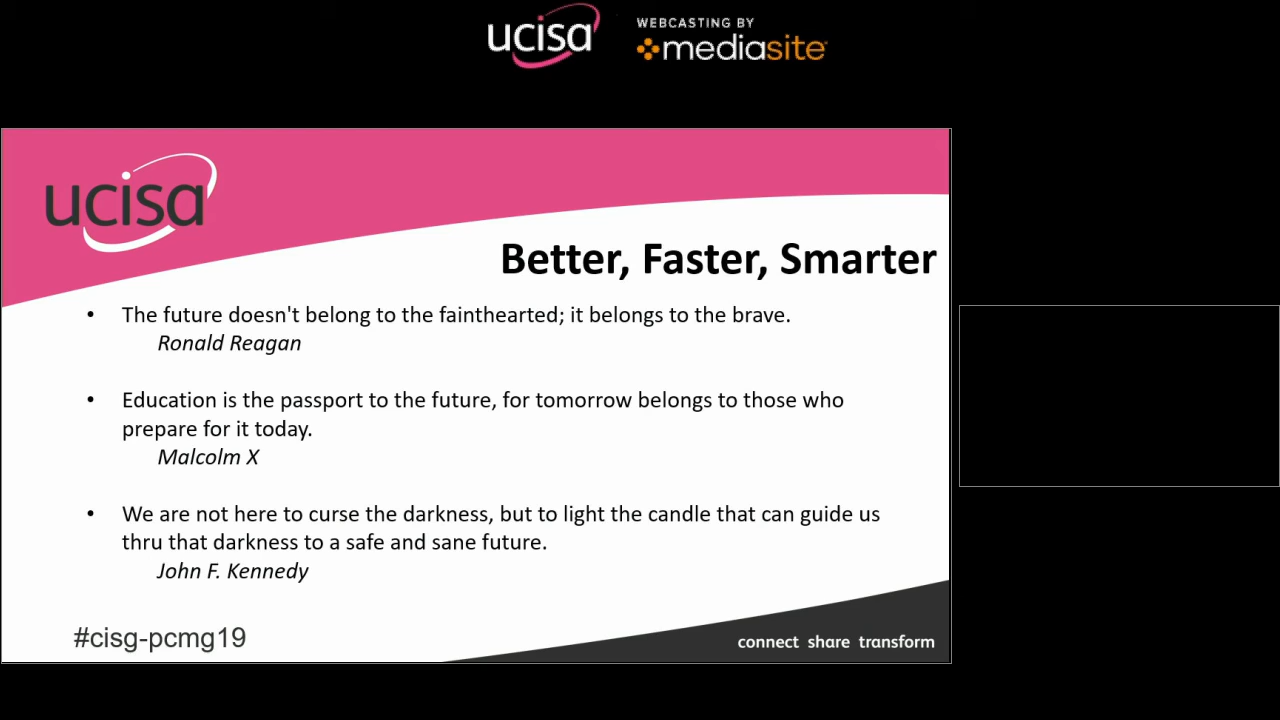 ucisa
WEBCASTING BY
mediasite
ucisa
Better, Faster, Smarter
• The future doesn't belong to the fainthearted; it belongs to the brave.
Ronald Reagan
• Education is the passport to the future, for tomorrow belongs to those who
prepare for it today.
Malcolm X
• We are not here to curse the darkness, but to light the candle that can guide us
thru that darkness to a safe and sane future.
John F. Kennedy
#cisg-pcmg19
connect share transform